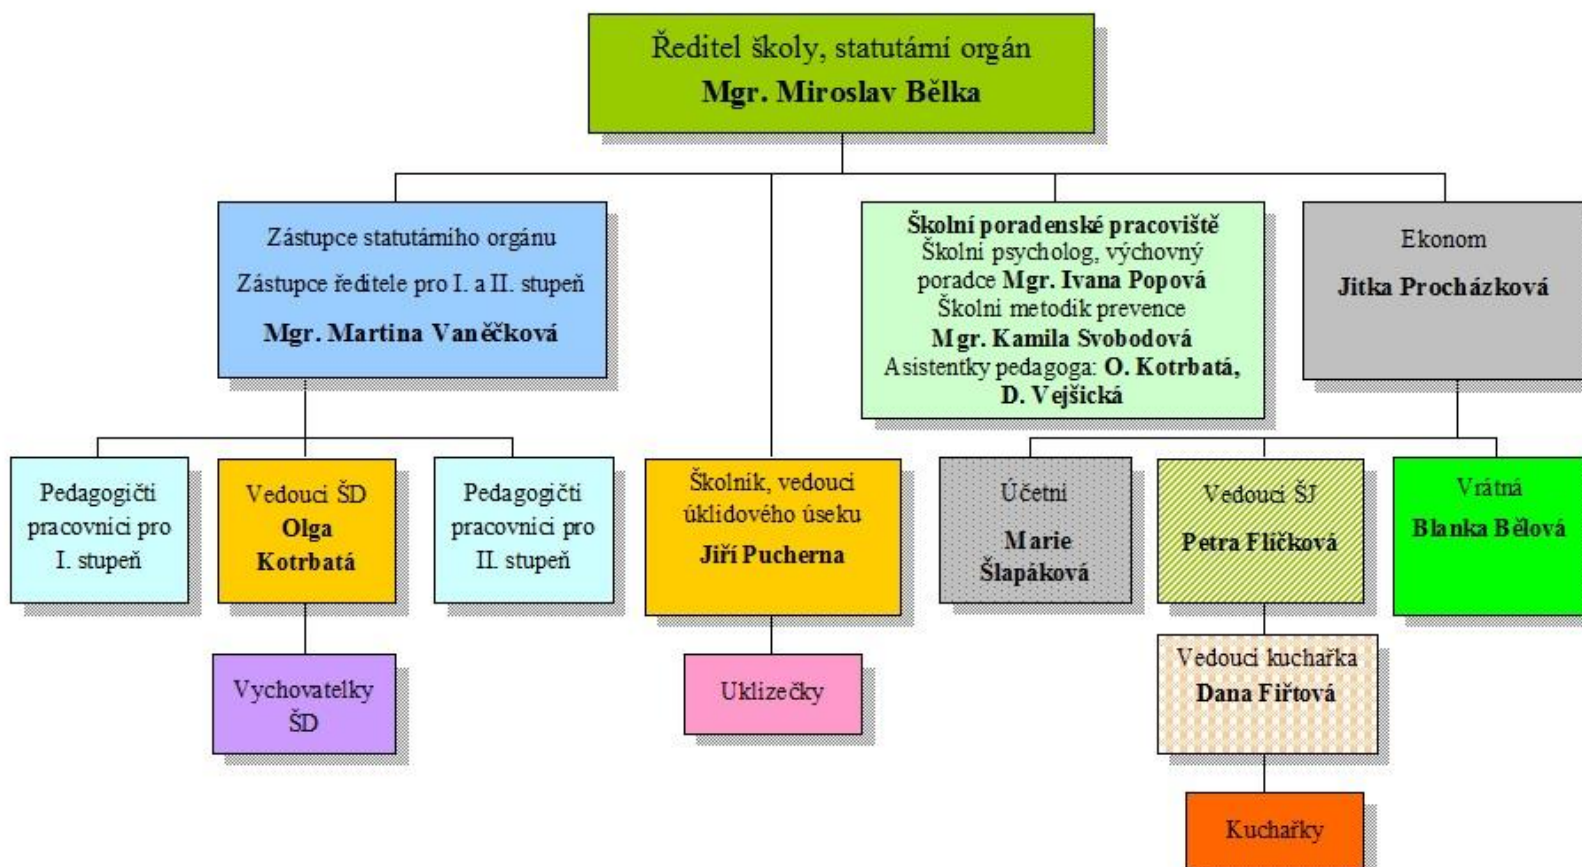 Ředitel školy, statutární orgán
Mgr. Miroslav Bělka
Zástupce statutárního orgánu
Zástupce ředitele pro I. a II. stupeň
Mgr. Martina Vaněčková
Školní poradenské pracoviště
Školní psycholog, výchovný
poradce Mgr. Ivana Popová
Školní metodik prevence
Mgr. Kamila Svobodová
Asistentky pedagoga: O. Kotrbatá,
D. Vejšická
Ekonom
Jitka Procházková
Pedagogičtí
pracovníci pro
I. stupeň
Vedoucí ŠD
Olga
Kotrbatá
Pedagogičtí
pracovníci pro
II. stupeň
Školník, vedoucí
úklidového úseku
Jiří Pucherna
Účetní
Marie
Šlapáková
Vedoucí ŠJ
Petra Flíčková
Vrátná
Blanka Bělová
Vychovatelky
ŠD
Uklízečky
Vedoucí kuchařka
Dana Fiřtová
Kuchařky